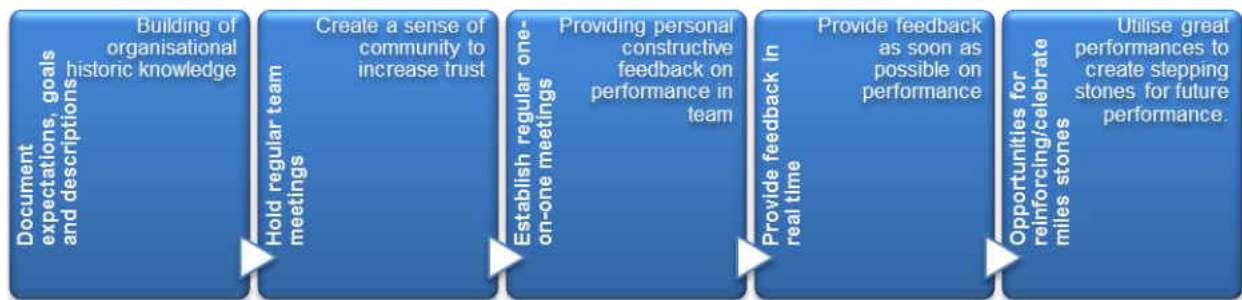 Document
expectations, goals
and descriptions
Building of
organisational
historic knowledge
Hold regular team
meetings
Create a sense of
community to
increase trust
Establish regular one-
on-one meetings
Providing personal
constructive
feedback on
performance in
team
Provide feedback in
real time
Provide feedback
as soon as
possible on
performance
Opportunities for
reinforcing/celebrate
miles stones
Utilise great
performances to
create stepping
stones for future
performance.